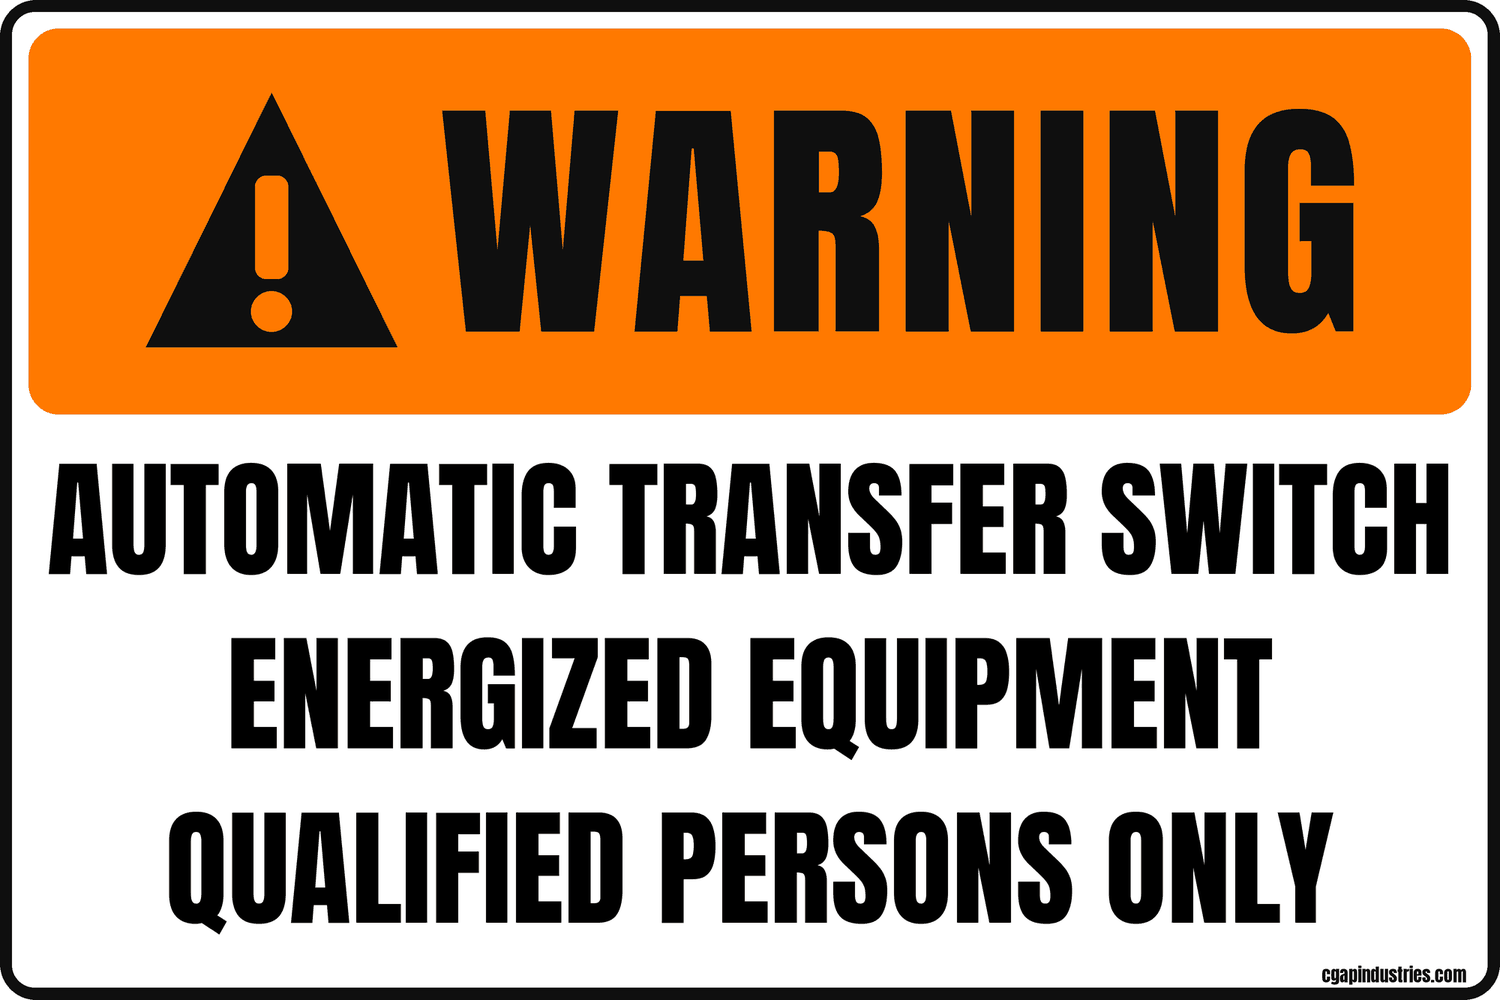 WARNING
AUTOMATIC TRANSFER SWITCH
ENERGIZED EQUIPMENT
QUALIFIED PERSONS ONLY
cgapindustries.com